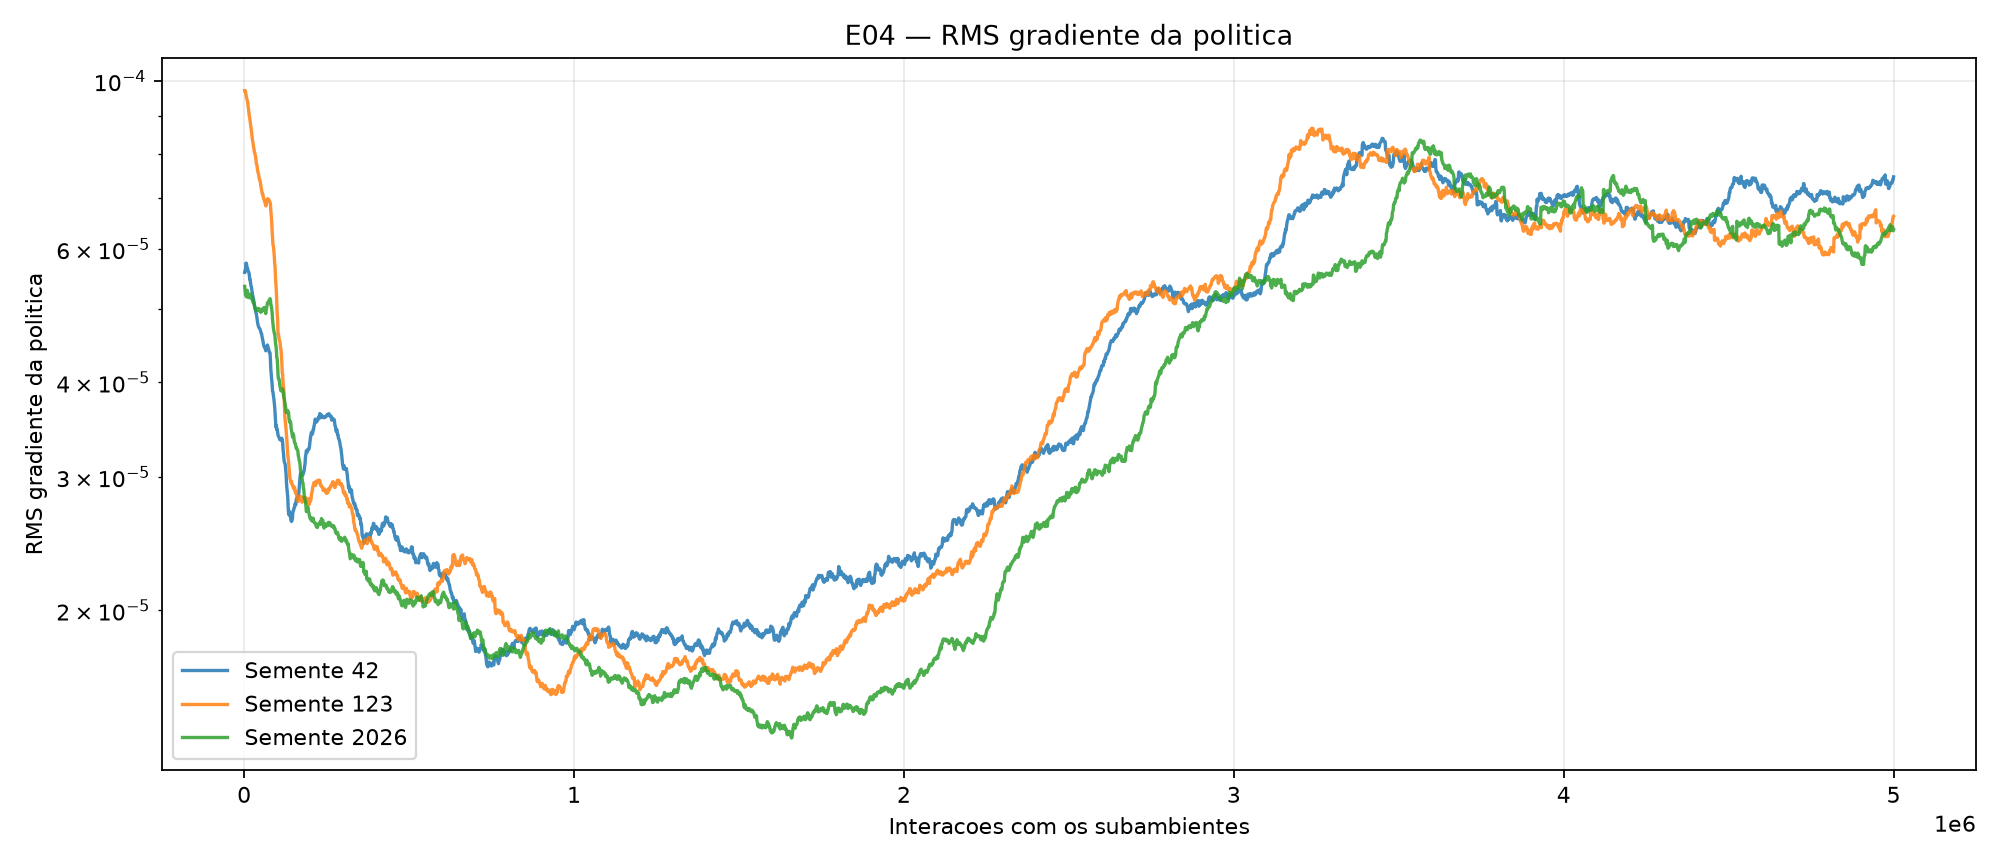 E04 — RMS gradiente da politica
RMS gradiente da politica
10⁻⁴
6 × 10⁻⁵
4 × 10⁻⁵
3 × 10⁻⁵
2 × 10⁻⁵
Semente 42
Semente 123
Semente 2026
0 1 2 3 4 5
Interacoes com os subambientes
1e6